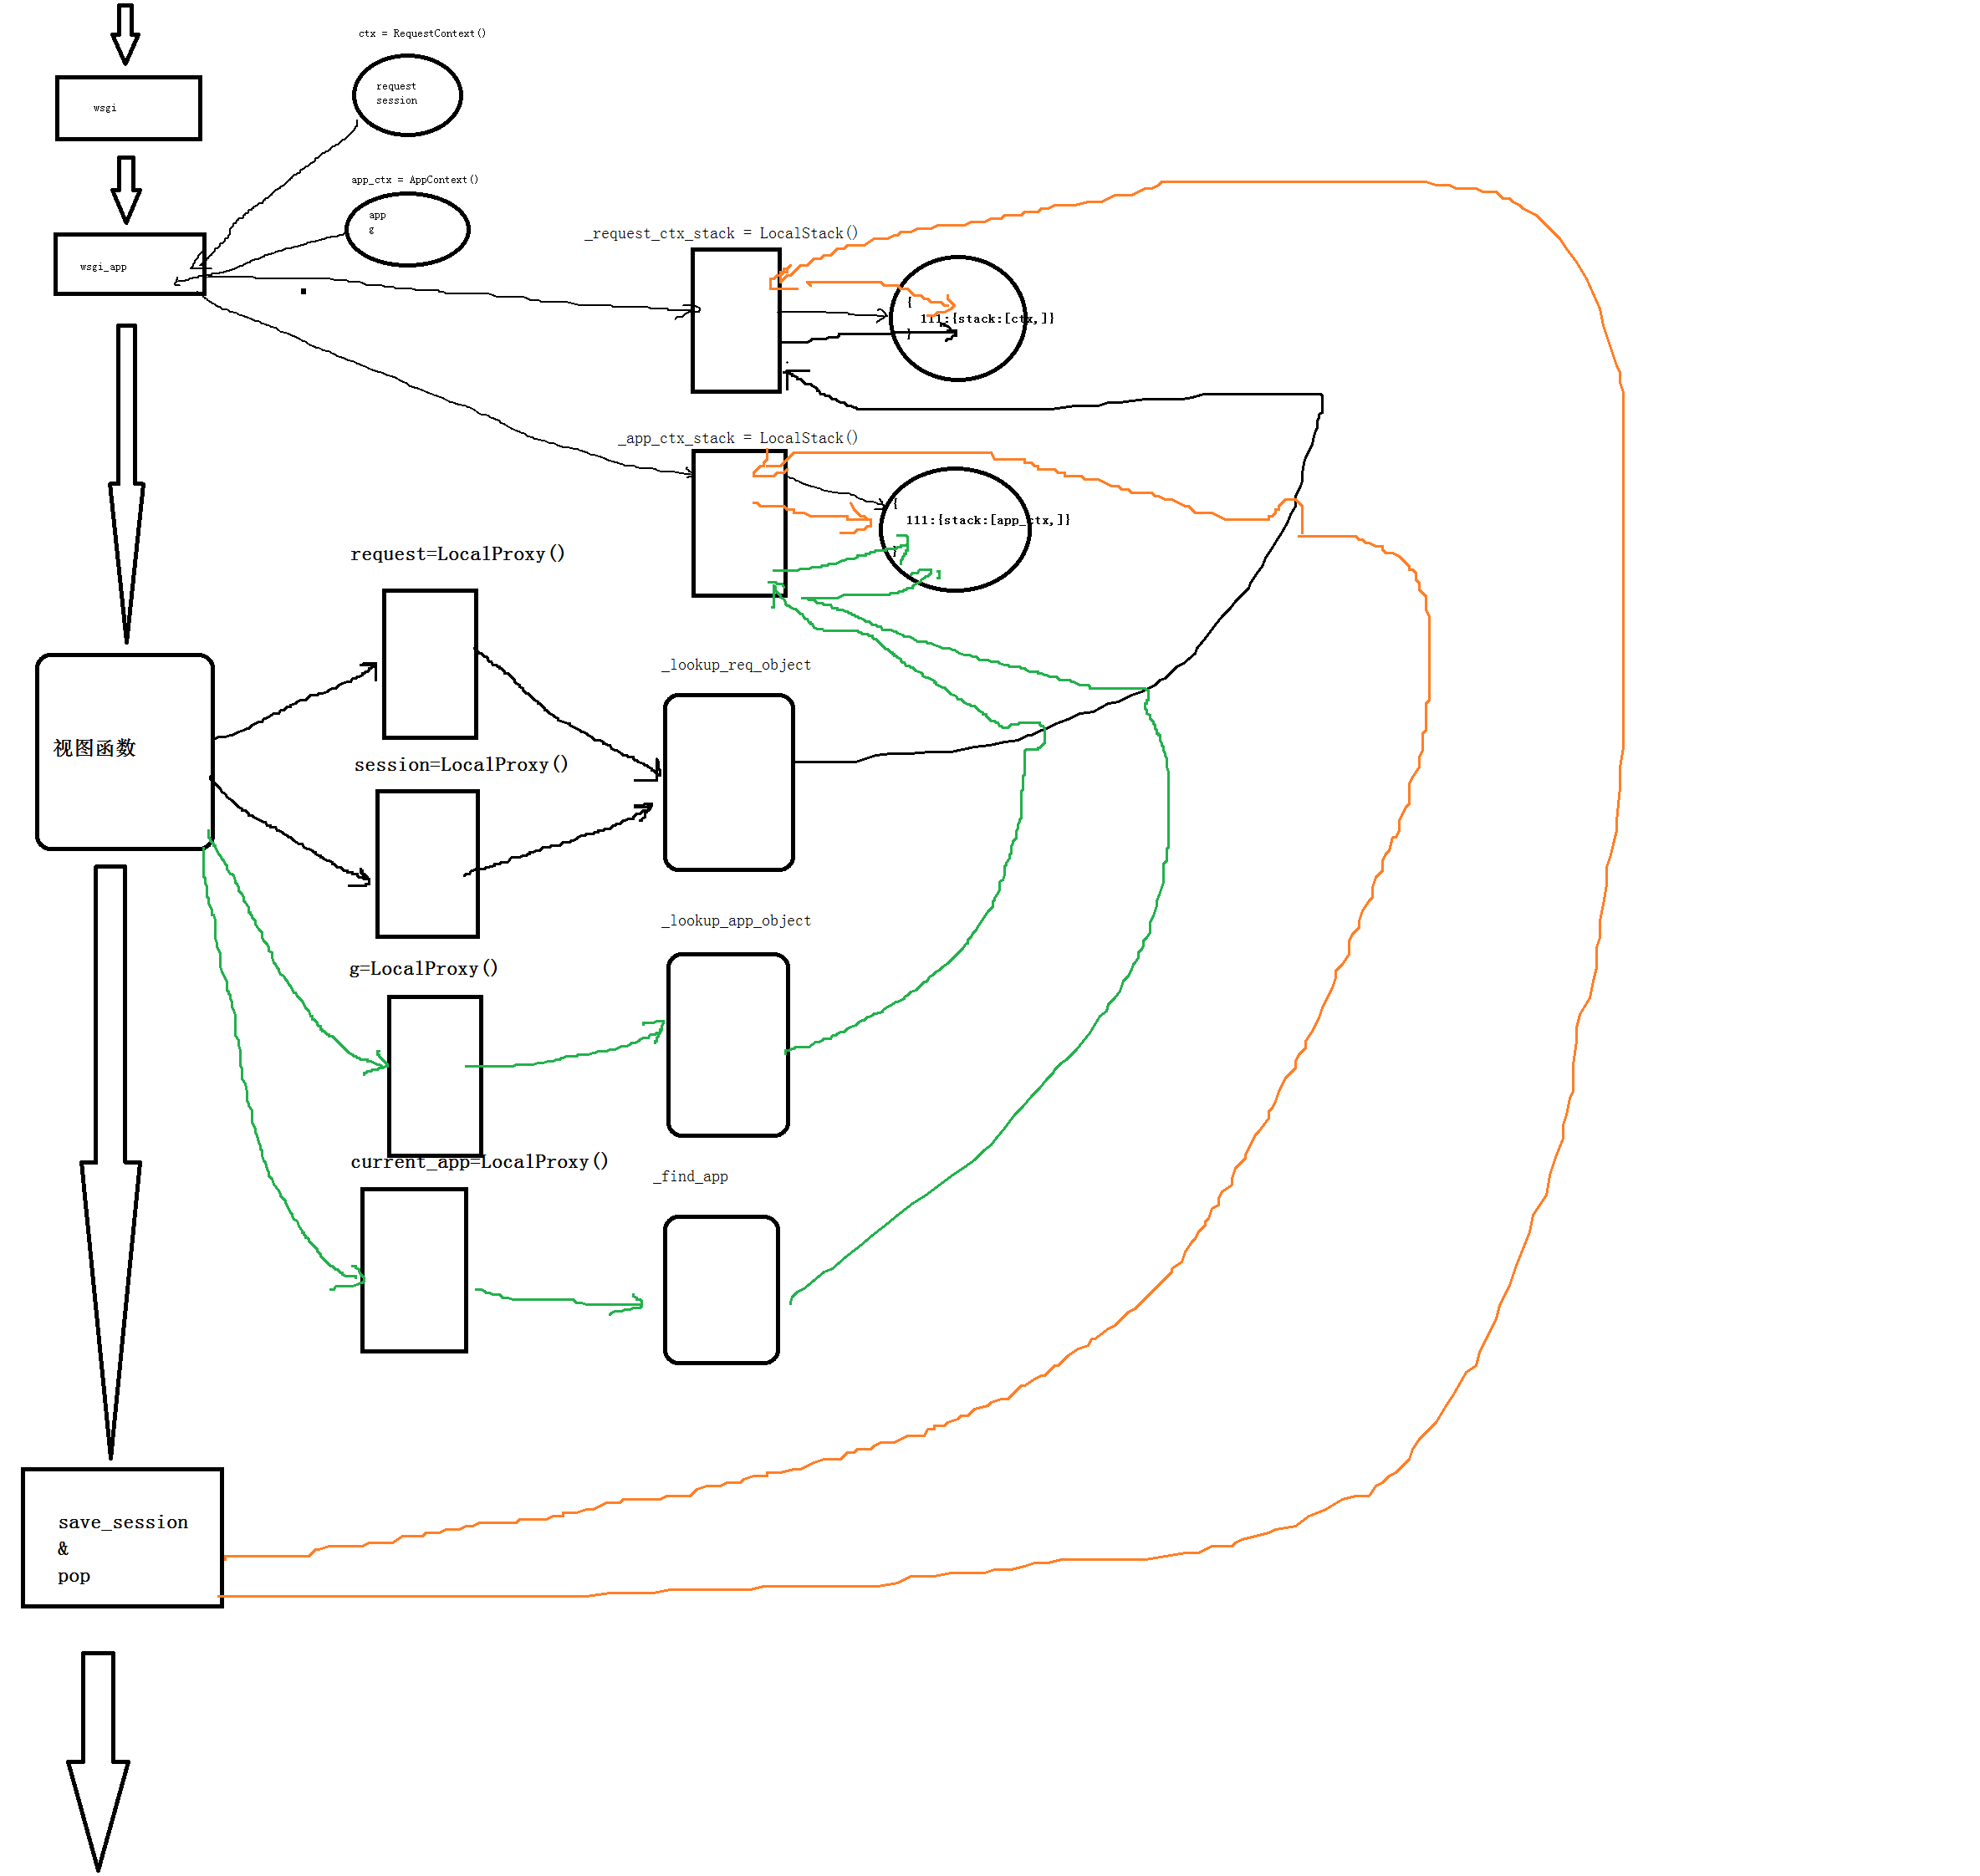 ctx = RequestContext()
request
session
wsgi
app_ctx = AppContext()
app
g
wsgi_app
_request_ctx_stack = LocalStack()
{
111:{stack:[ctx,]}
}
_app_ctx_stack = LocalStack()
{
111:{stack:[app_ctx,]}
}
request=LocalProxy()
_lookup_req_object
视图函数
session=LocalProxy()
_lookup_app_object
g=LocalProxy()
current_app=LocalProxy()
_find_app
save_session
&
pop